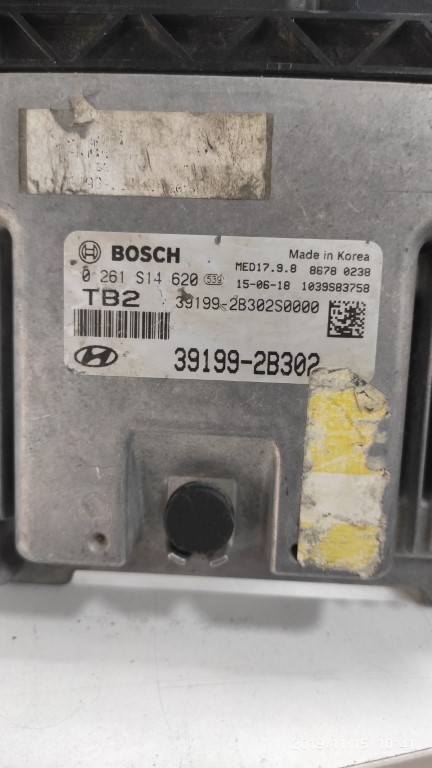 BOSCH
Made in Korea
0 261 S14 620 539
MED17.9.8 8678 0238
15-06-18 1039S83758
TB2
39199-2B302S0000
39199-2B302